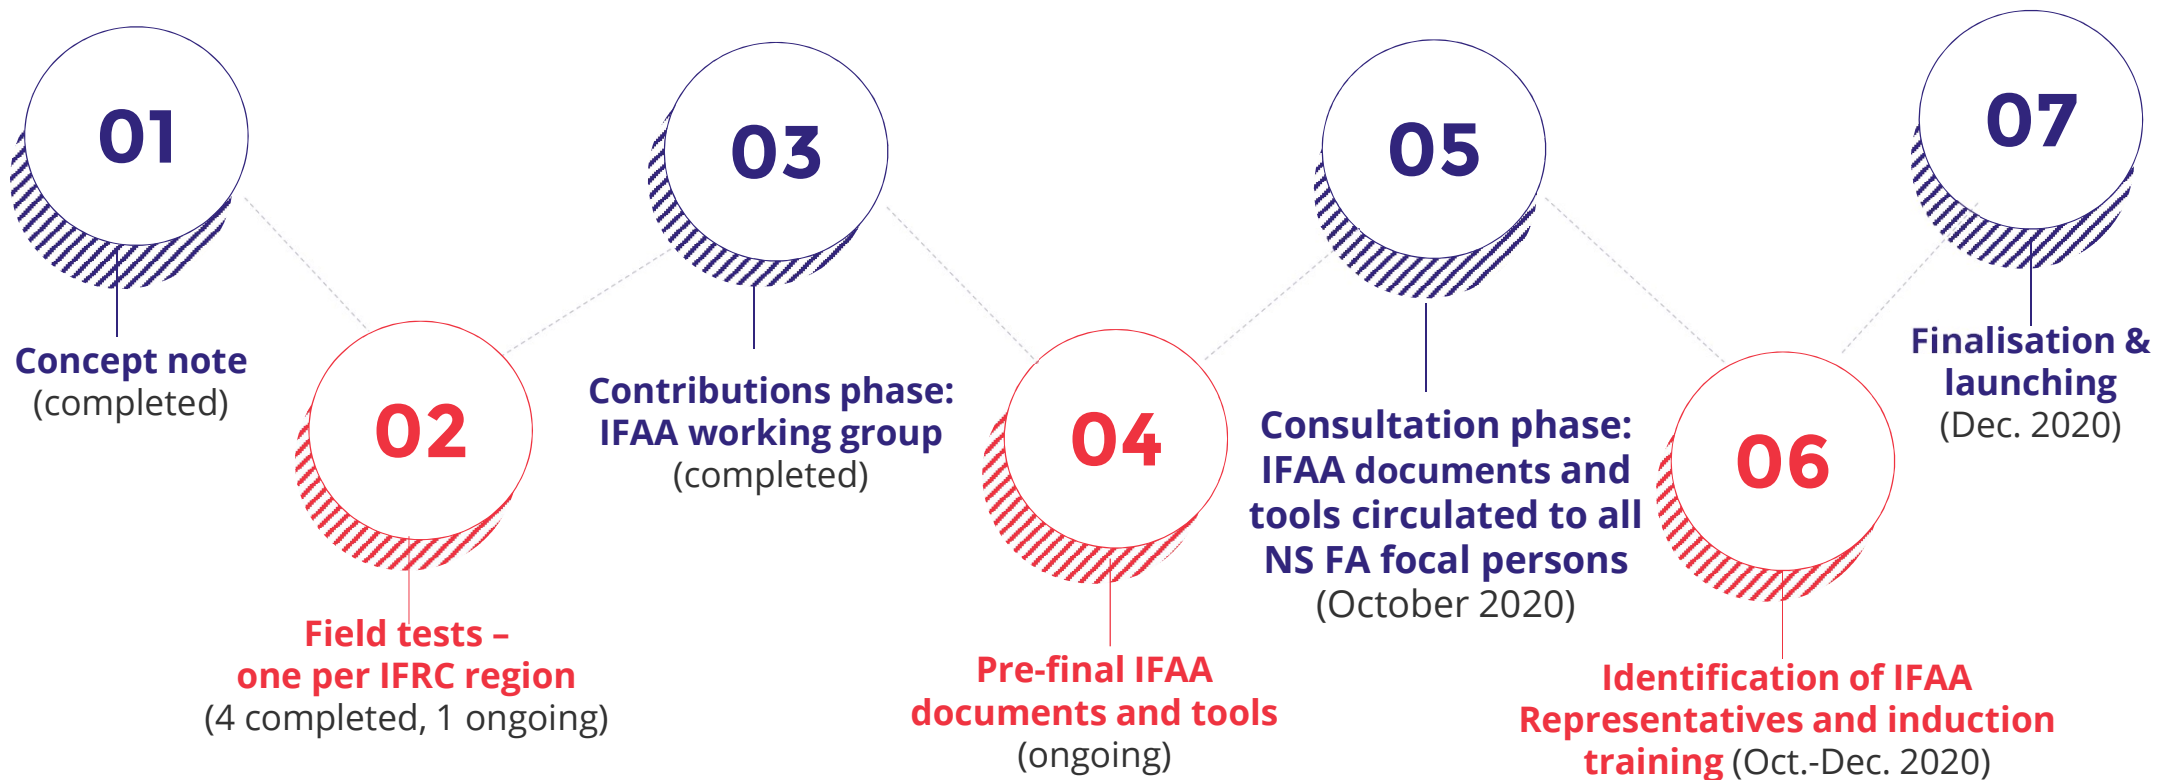 01
Concept note
(completed)
02
Field tests –
one per IFRC region
(4 completed, 1 ongoing)
03
Contributions phase:
IFAA working group
(completed)
04
Pre-final IFAA
documents and tools
(ongoing)
05
Consultation phase:
IFAA documents and
tools circulated to all
NS FA focal persons
(October 2020)
06
Identification of IFAA
Representatives and induction
training (Oct.-Dec. 2020)
07
Finalisation &
launching
(Dec. 2020)